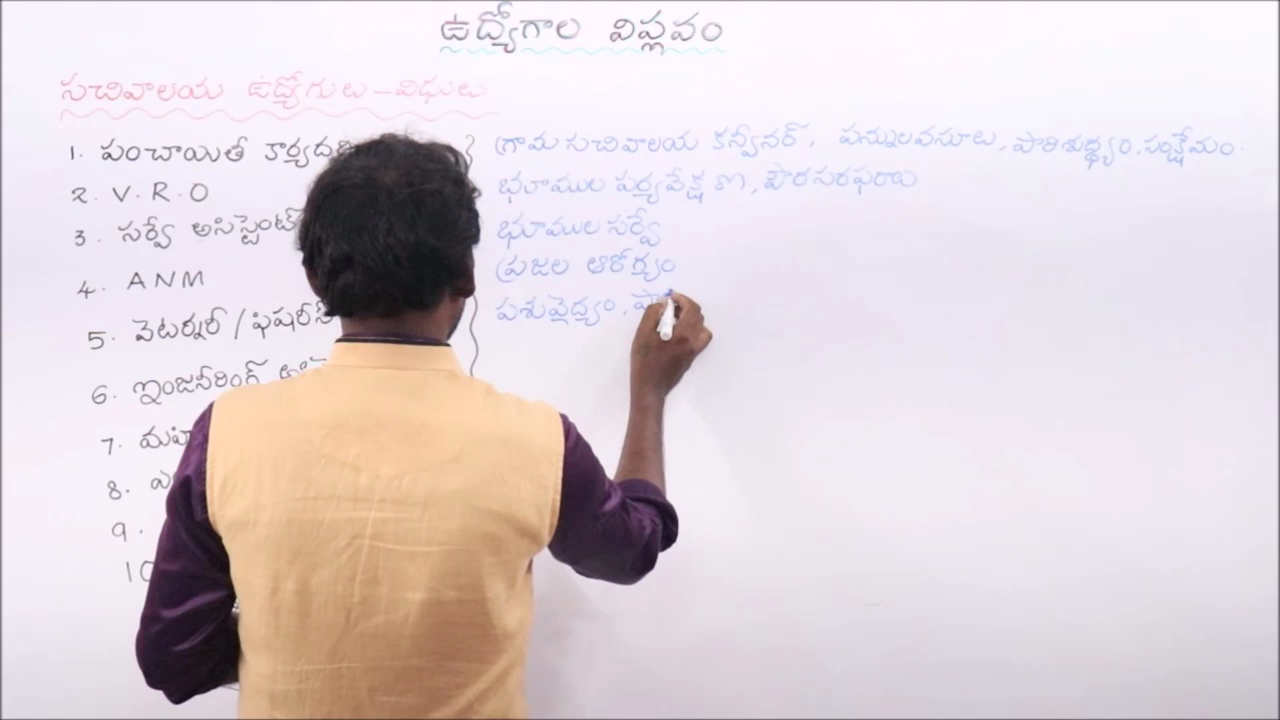 ఉద్యోగాల విప్లవం
సచివాలయ ఉద్యోగులు - విధులు
1. పంచాయితీ గ్రామ సచివాలయ కన్వీనర్, పన్నులవసూలు, పారిశుధ్ధ్యం, సంక్షేమం.
2. V.R.O భూముల పర్యవేక్షణ, పౌరసరఫరాలు
3. సర్వే అసిస్టెంట్ భూముల సర్వే
4. ANM ప్రజల ఆరోగ్యం
5. వెటర్నరీ / ఫిషరీస్ పశువైద్యం,
6. ఇంజనీరింగ్
7.
8.
9.
10